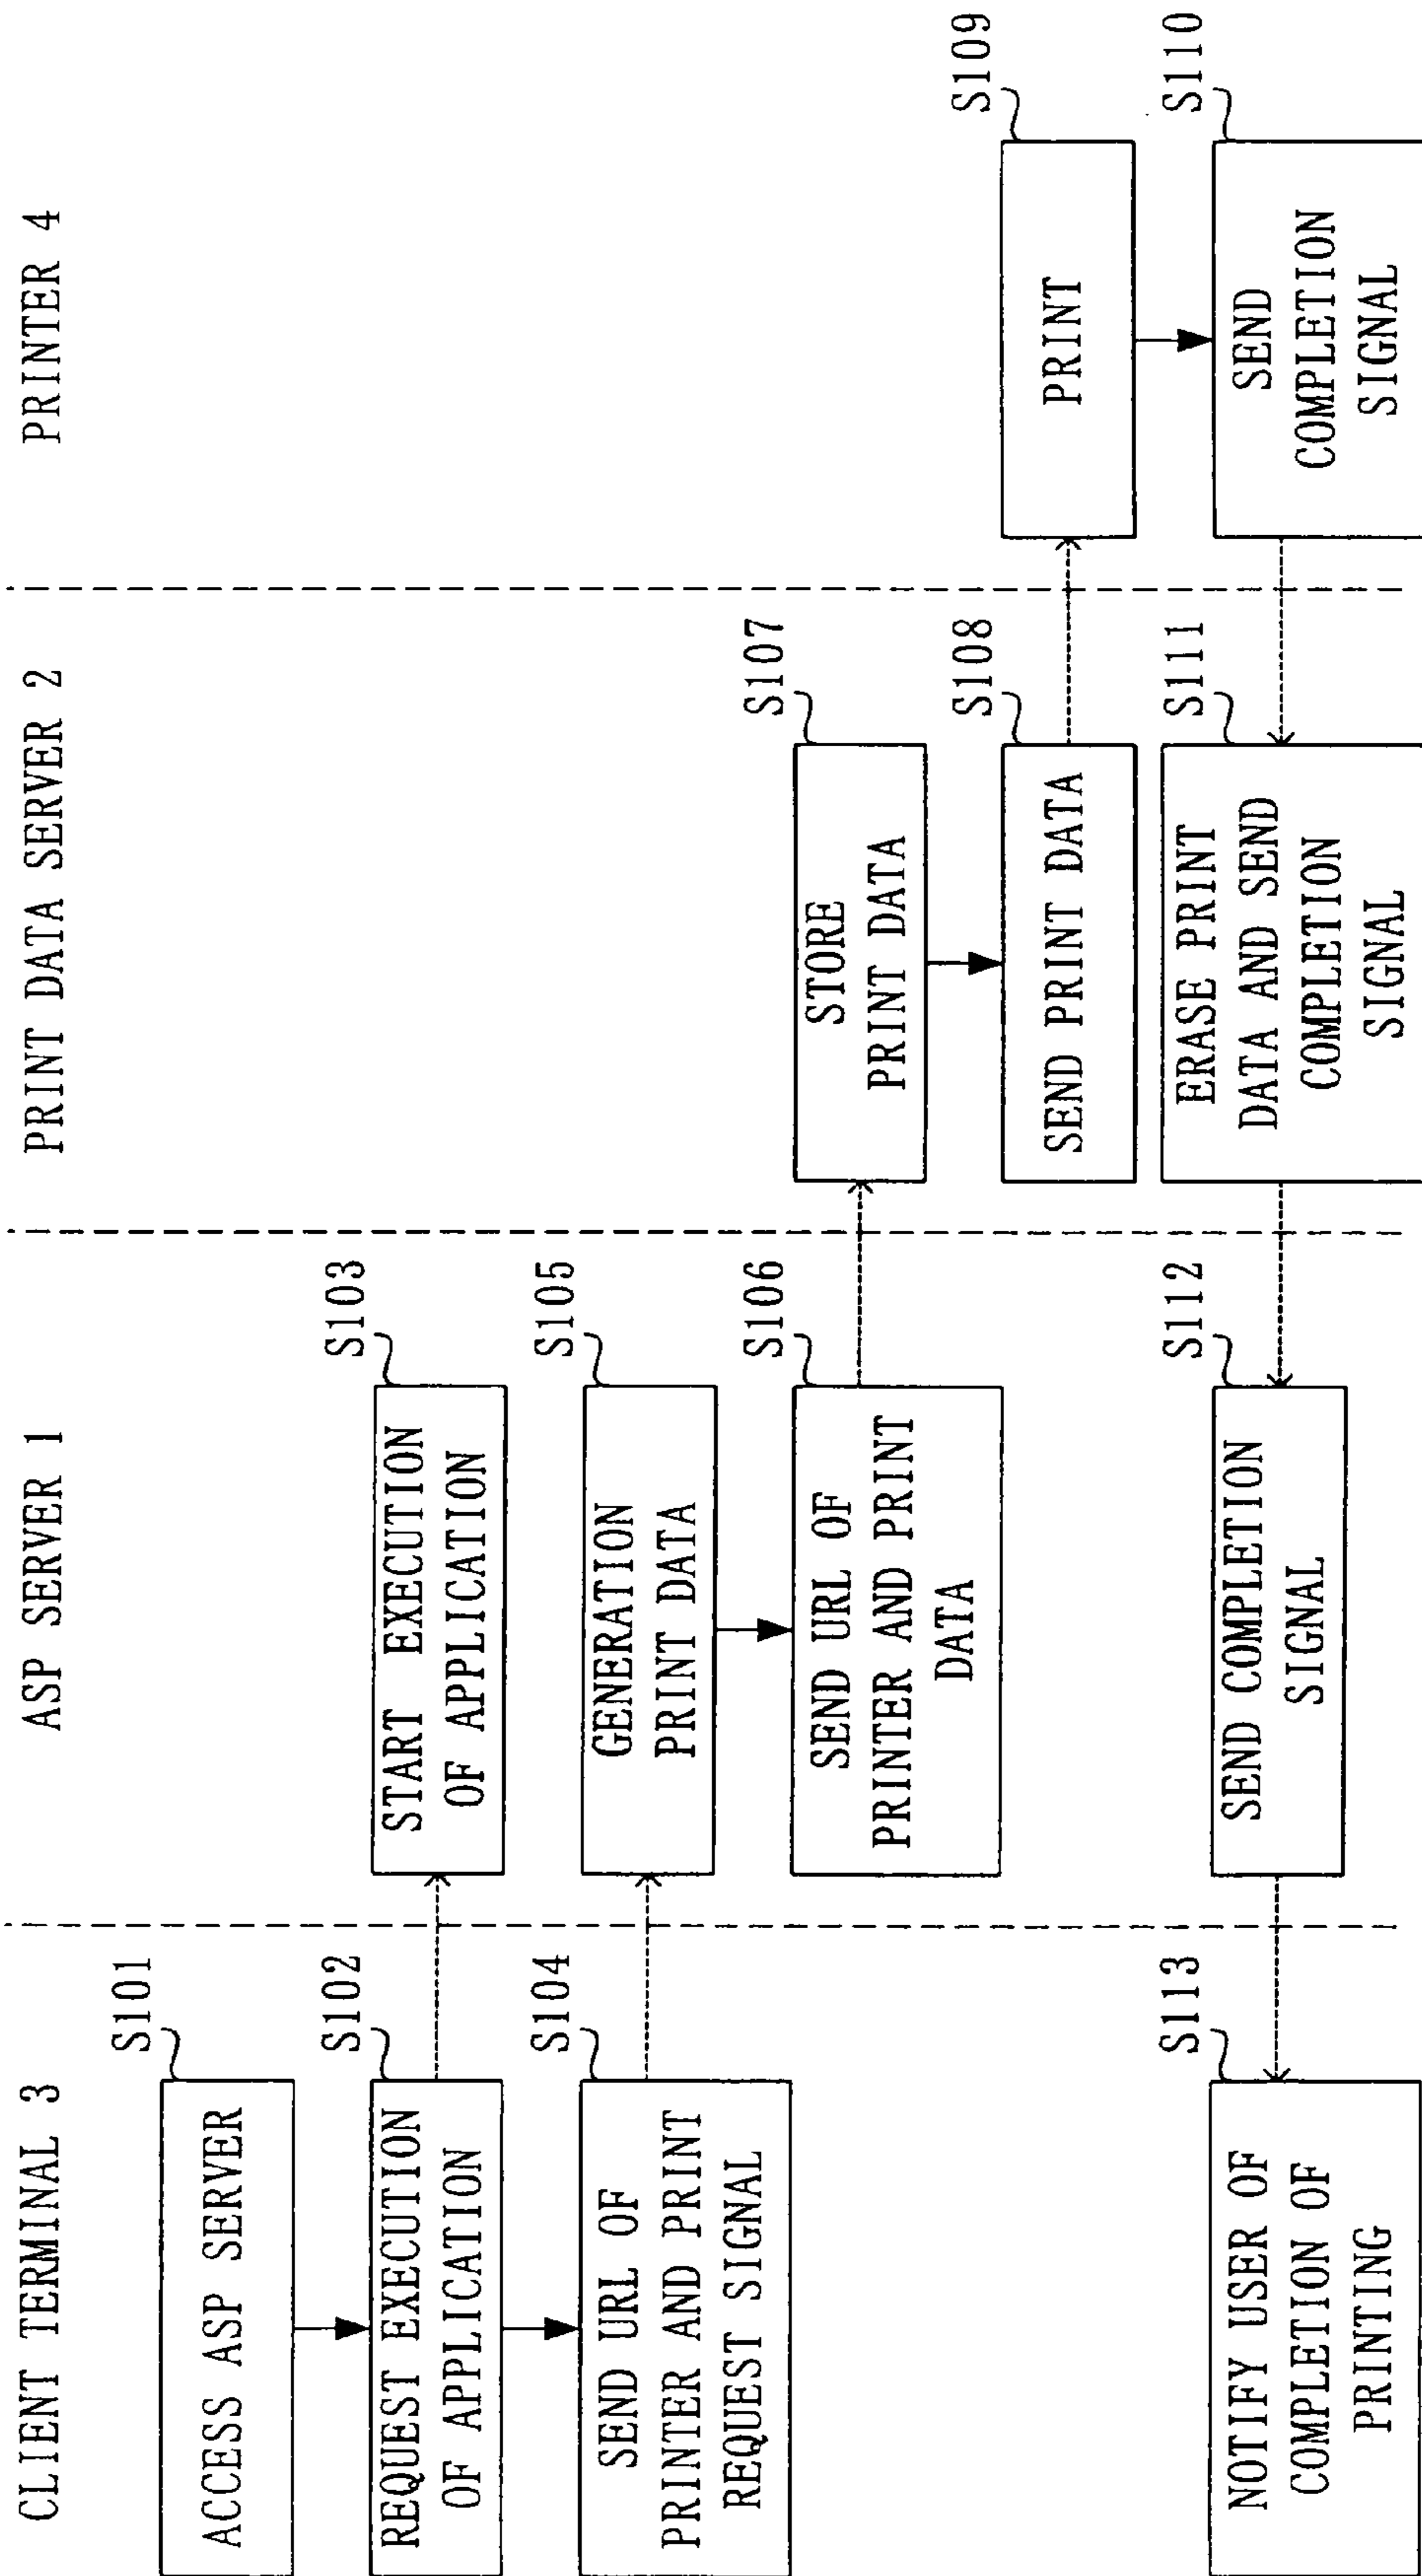 CLIENT TERMINAL 3
ASP SERVER 1
PRINT DATA SERVER 2
PRINTER 4
S101
ACCESS ASP SERVER
S102
REQUEST EXECUTION
OF APPLICATION
S103
START EXECUTION
OF APPLICATION
S104
SEND URL OF
PRINTER AND PRINT
REQUEST SIGNAL
S105
GENERATION
PRINT DATA
S106
SEND URL OF
PRINTER AND PRINT
DATA
S107
STORE
PRINT DATA
S108
SEND PRINT DATA
S109
PRINT
S110
SEND
COMPLETION
SIGNAL
S111
ERASE PRINT
DATA AND SEND
COMPLETION
SIGNAL
S112
SEND COMPLETION
SIGNAL
S113
NOTIFY USER OF
COMPLETION OF
PRINTING